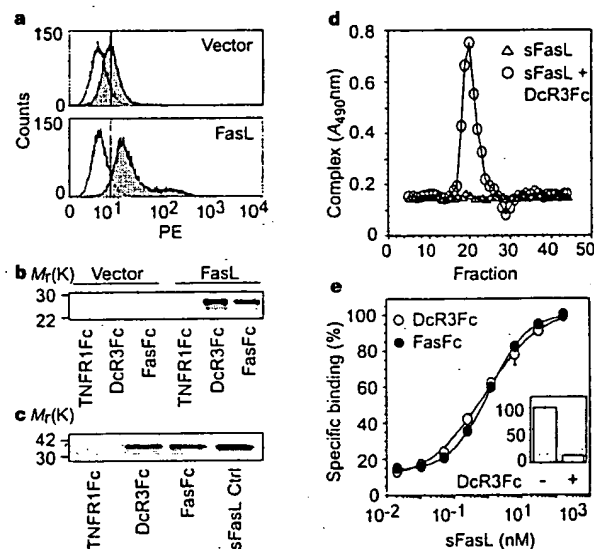 a
150
Vector
0
150
FasL
0
Counts
0 10¹ 10² 10³ 10⁴
PE
b Mr(K) Vector FasL
30
22
TNFR1Fc
DcR3Fc
FasFc
TNFR1Fc
DcR3Fc
FasFc
c Mr(K)
42
30
TNFR1Fc
DcR3Fc
FasFc
sFasL Ctrl
d
0.8
0.6
0.4
0.2
0
Complex (A490nm)
sFasL
sFasL +
DcR3Fc
0 10 20 30 40 50
Fraction
e
100
80
60
40
20
0
Specific binding (%)
DcR3Fc
FasFc
100
50
0
DcR3Fc - +
10-2 10-1 10⁰ 10¹ 10²
sFasL (nM)